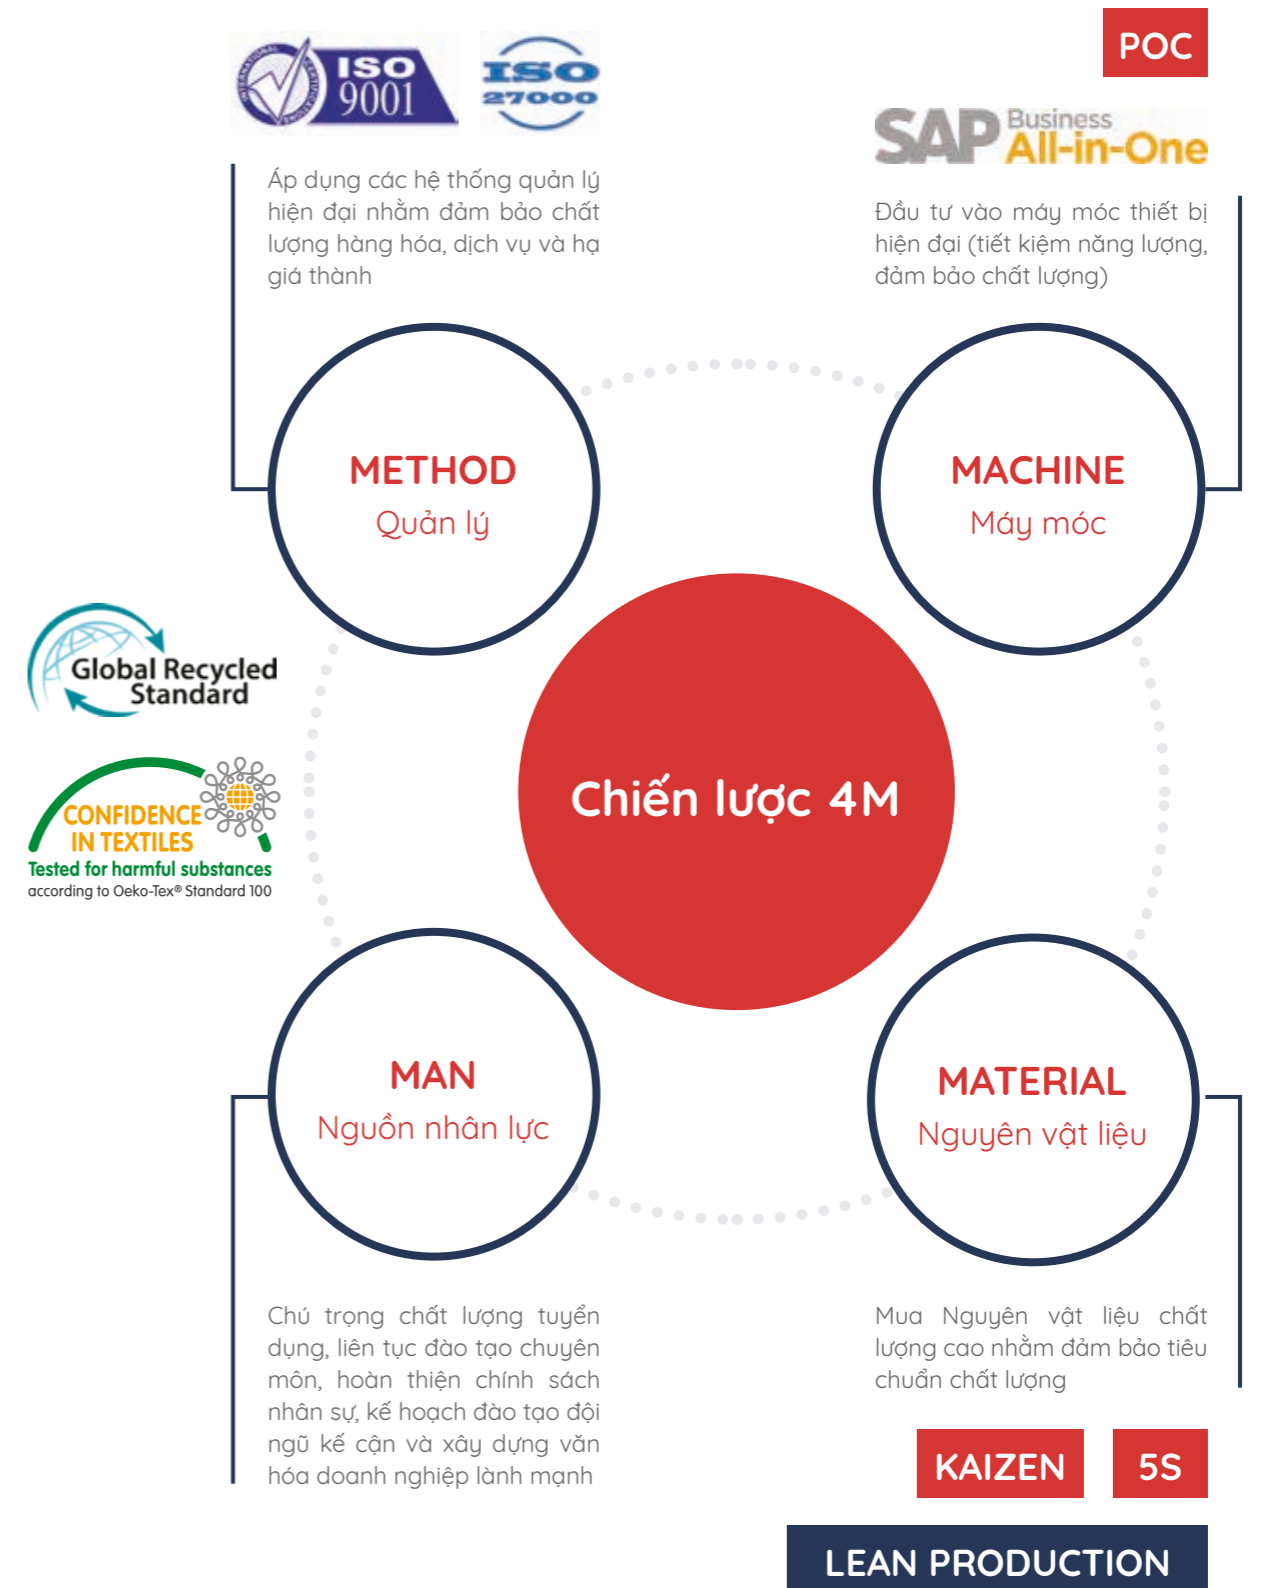 ISO
9001
INTERNATIONAL
ISO
27000
Áp dụng các hệ thống quản lý
hiện đại nhằm đảm bảo chất
lượng hàng hóa, dịch vụ và hạ
giá thành
POC
SAP Business
All-in-One
Đầu tư vào máy móc thiết bị
hiện đại (tiết kiệm năng lượng,
đảm bảo chất lượng)
METHOD
Quản lý
MACHINE
Máy móc
Global Recycled
Standard
CONFIDENCE
IN TEXTILES
Tested for harmful substances
according to Oeko-Tex® Standard 100
Chiến lược 4M
MAN
Nguồn nhân lực
MATERIAL
Nguyên vật liệu
Chú trọng chất lượng tuyển
dụng, liên tục đào tạo chuyên
môn, hoàn thiện chính sách
nhân sự, kế hoạch đào tạo đội
ngũ kế cận và xây dựng văn
hóa doanh nghiệp lành mạnh
Mua Nguyên vật liệu chất
lượng cao nhằm đảm bảo tiêu
chuẩn chất lượng
KAIZEN
5S
LEAN PRODUCTION